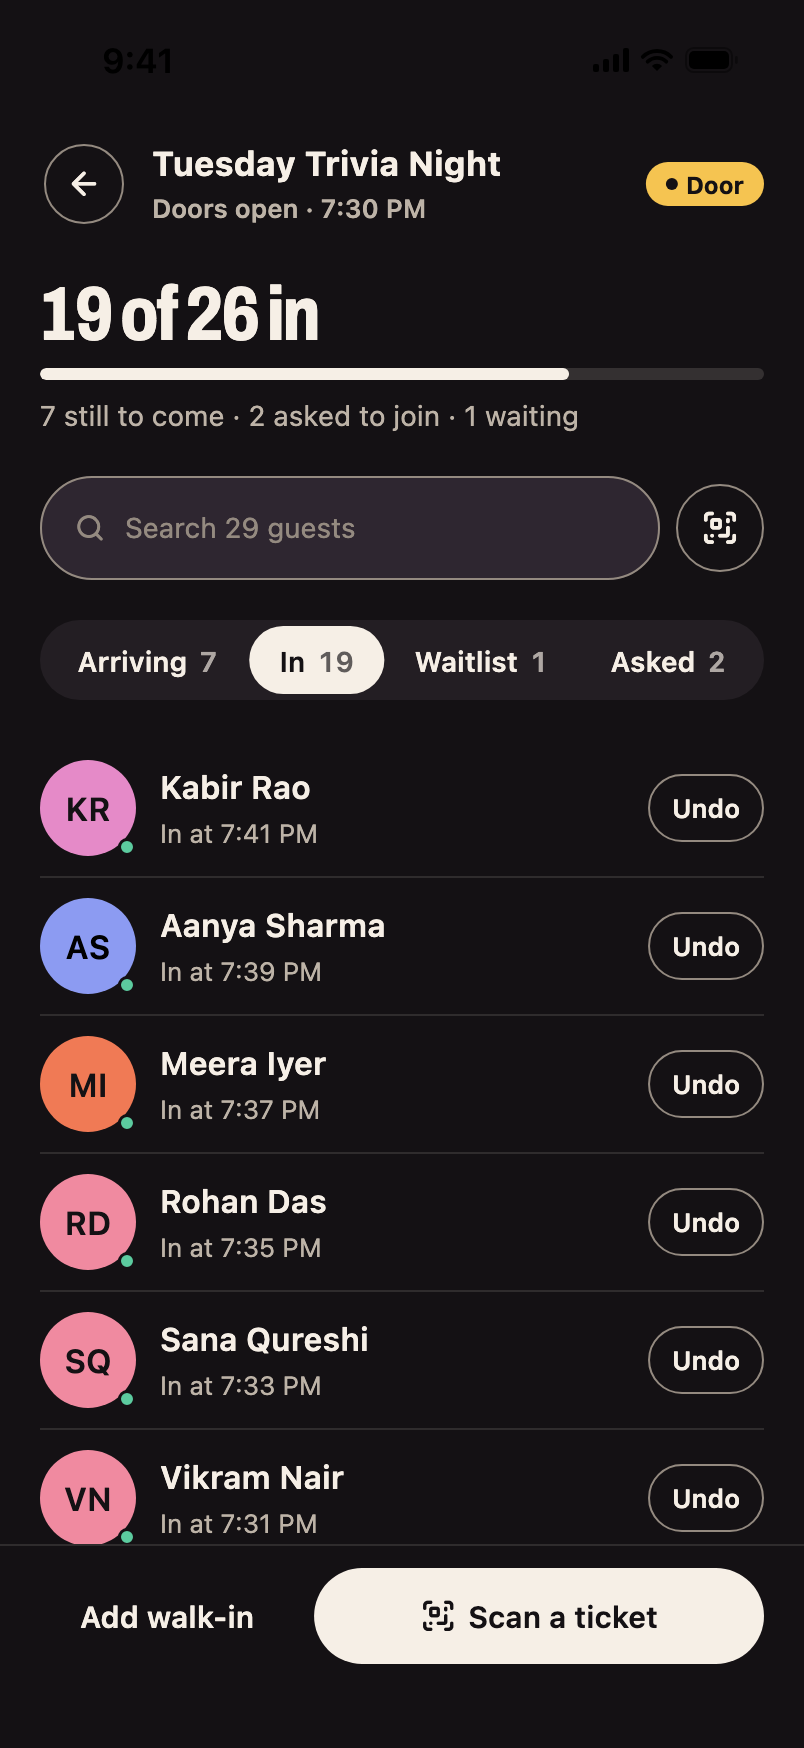 9:41
Tuesday Trivia Night
Doors open · 7:30 PM
Door
19 of 26 in
7 still to come · 2 asked to join · 1 waiting
Search 29 guests
Arriving 7 In 19 Waitlist 1 Asked 2
KR
Kabir Rao
In at 7:41 PM
Undo
AS
Aanya Sharma
In at 7:39 PM
Undo
MI
Meera Iyer
In at 7:37 PM
Undo
RD
Rohan Das
In at 7:35 PM
Undo
SQ
Sana Qureshi
In at 7:33 PM
Undo
VN
Vikram Nair
In at 7:31 PM
Undo
Add walk-in
Scan a ticket